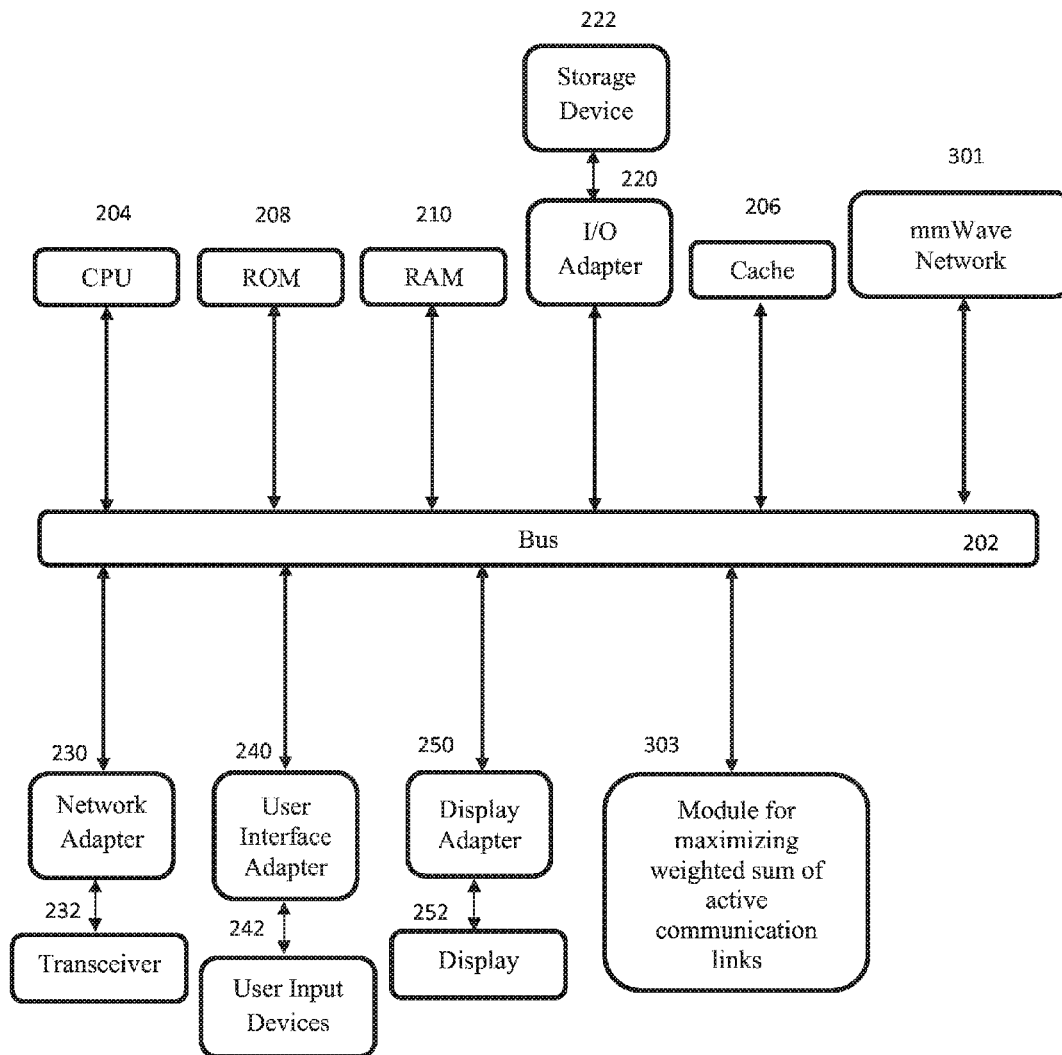 222
Storage
Device
220
301
204
208
210
206
I/O
Adapter
mmWave
Network
CPU
ROM
RAM
Cache
Bus
202
230
240
250
303
Network
Adapter
User
Interface
Adapter
Display
Adapter
Module for
maximizing
weighted sum of
active
communication
links
232
242
252
Transceiver
User Input
Devices
Display